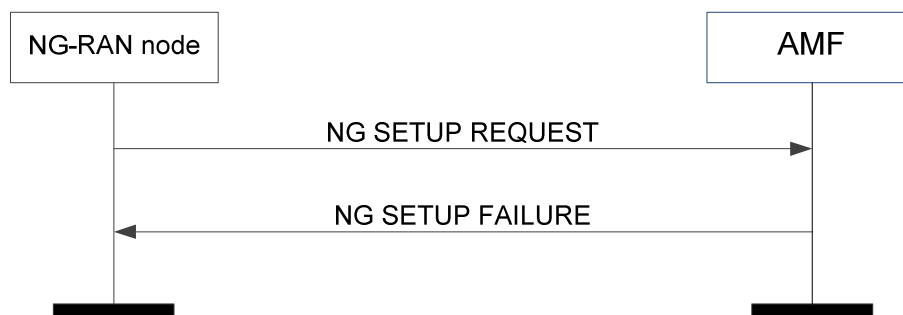 NG-RAN node
AMF
NG SETUP REQUEST
NG SETUP FAILURE